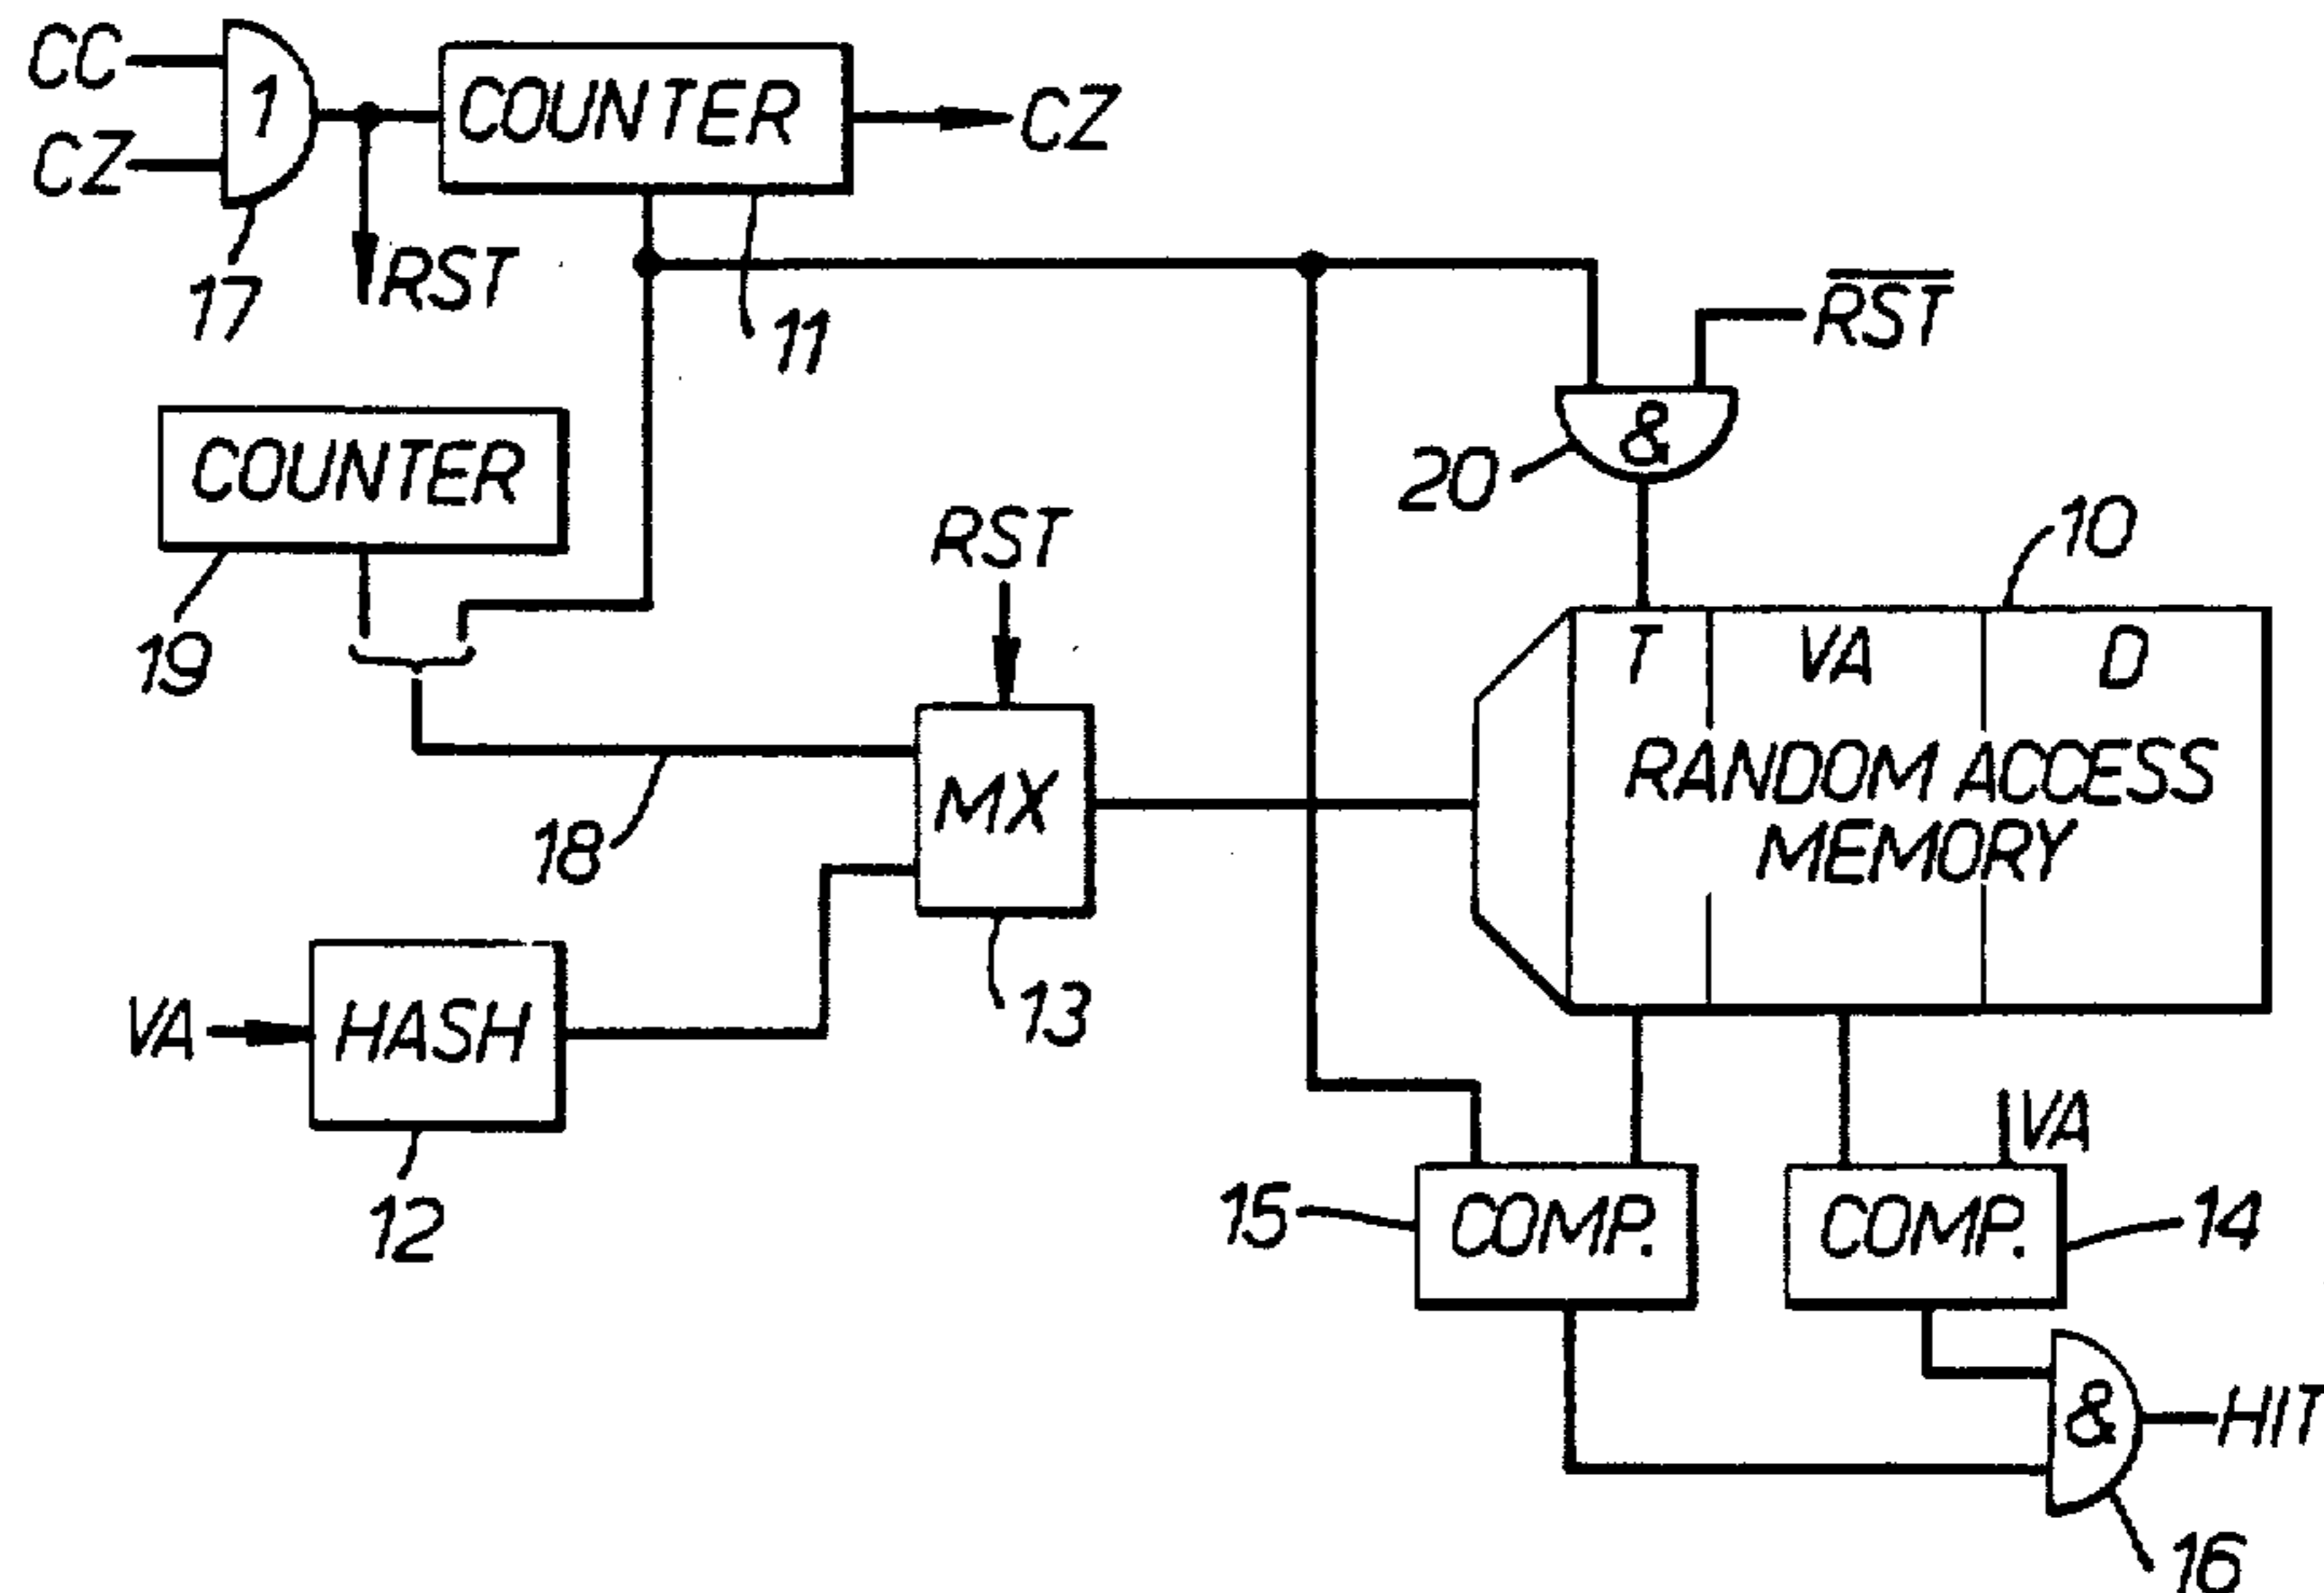 CC
CZ
1
17
RST
COUNTER
CZ
11
COUNTER
19
RST
RST
&
20
10
T VA D
RANDOM ACCESS
MEMORY
MX
18
13
VA
HASH
12
VA
15
COMP.
COMP.
14
&
HIT
16